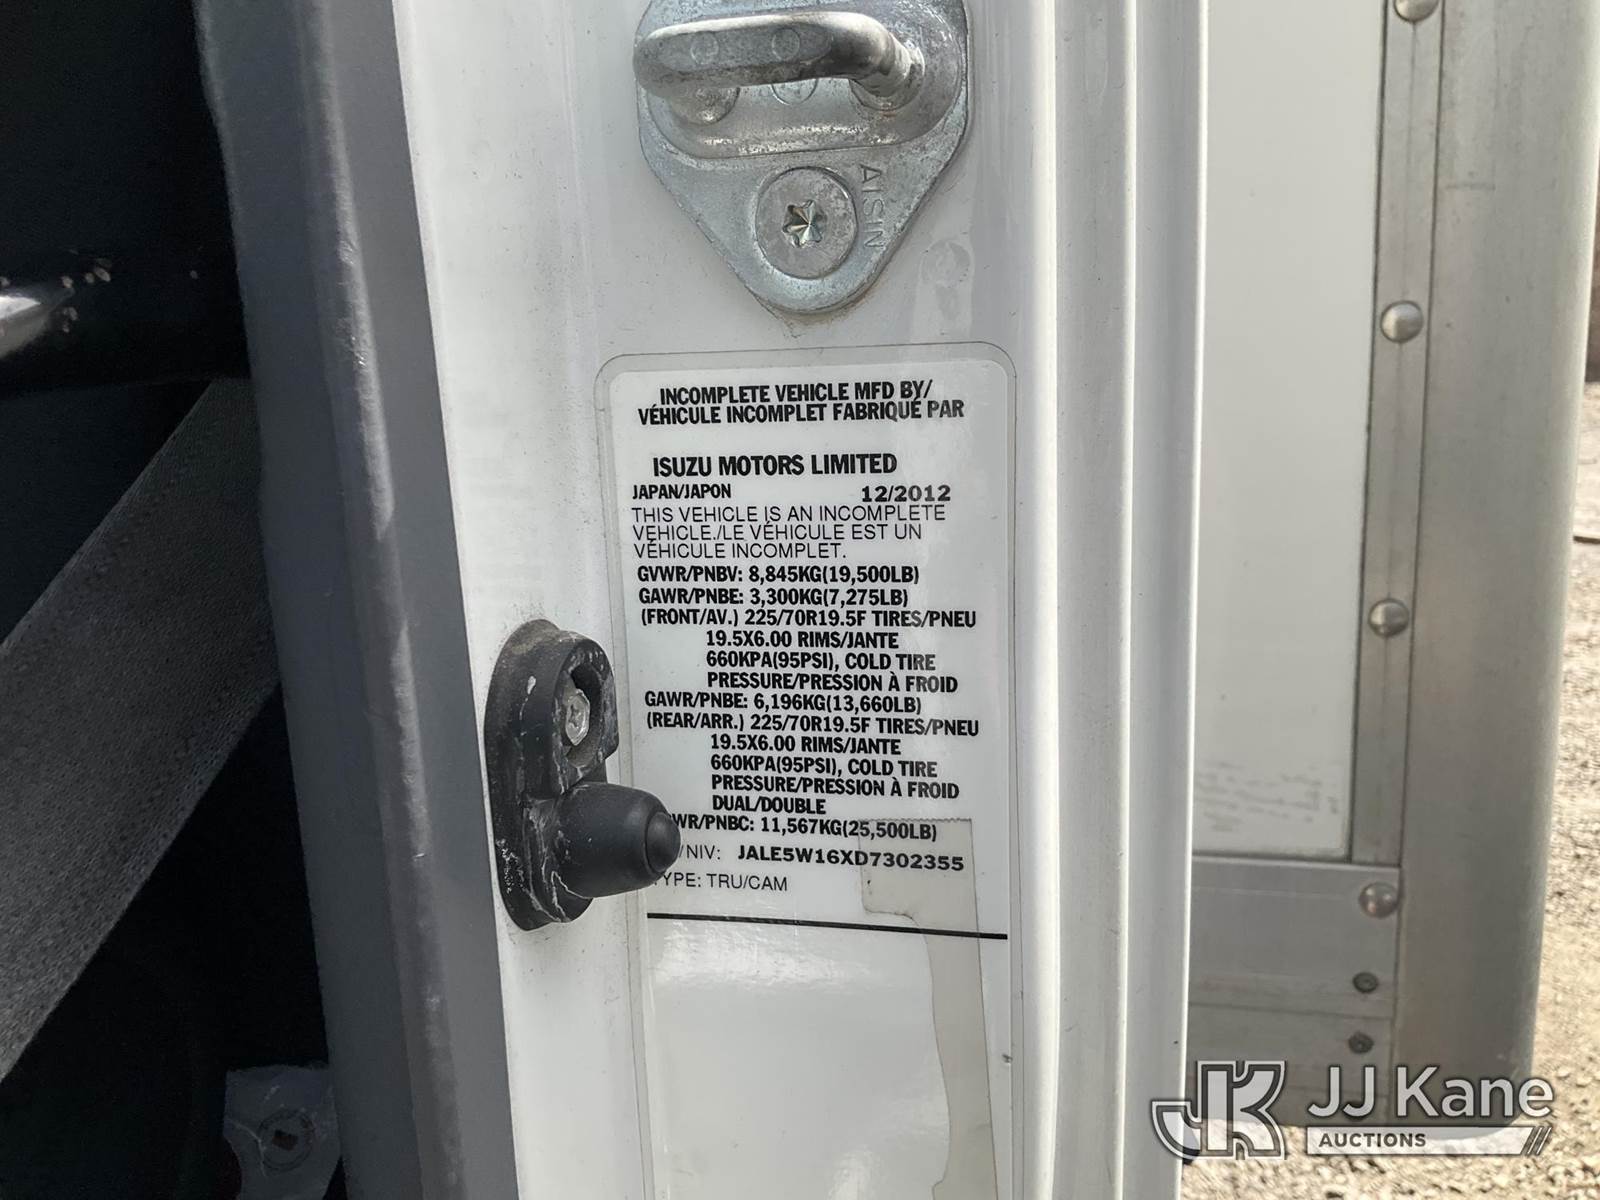 AISIN
INCOMPLETE VEHICLE MFD BY/
VÉHICULE INCOMPLET FABRIQUÉ PAR
ISUZU MOTORS LIMITED
JAPAN/JAPON 12/2012
THIS VEHICLE IS AN INCOMPLETE
VEHICLE./LE VÉHICULE EST UN
VÉHICULE INCOMPLET.
GVWR/PNBV: 8,845KG(19,500LB)
GAWR/PNBE: 3,300KG(7,275LB)
(FRONT/AV.) 225/70R19.5F TIRES/PNEU
19.5X6.00 RIMS/JANTE
660KPA(95PSI), COLD TIRE
PRESSURE/PRESSION À FROID
GAWR/PNBE: 6,196KG(13,660LB)
(REAR/ARR.) 225/70R19.5F TIRES/PNEU
19.5X6.00 RIMS/JANTE
660KPA(95PSI), COLD TIRE
PRESSURE/PRESSION À FROID
DUAL/DOUBLE
WR/PNBC: 11,567KG(25,500LB)
/NIV: JALE5W16XD7302355
YPE: TRU/CAM
JK JJ Kane
AUCTIONS